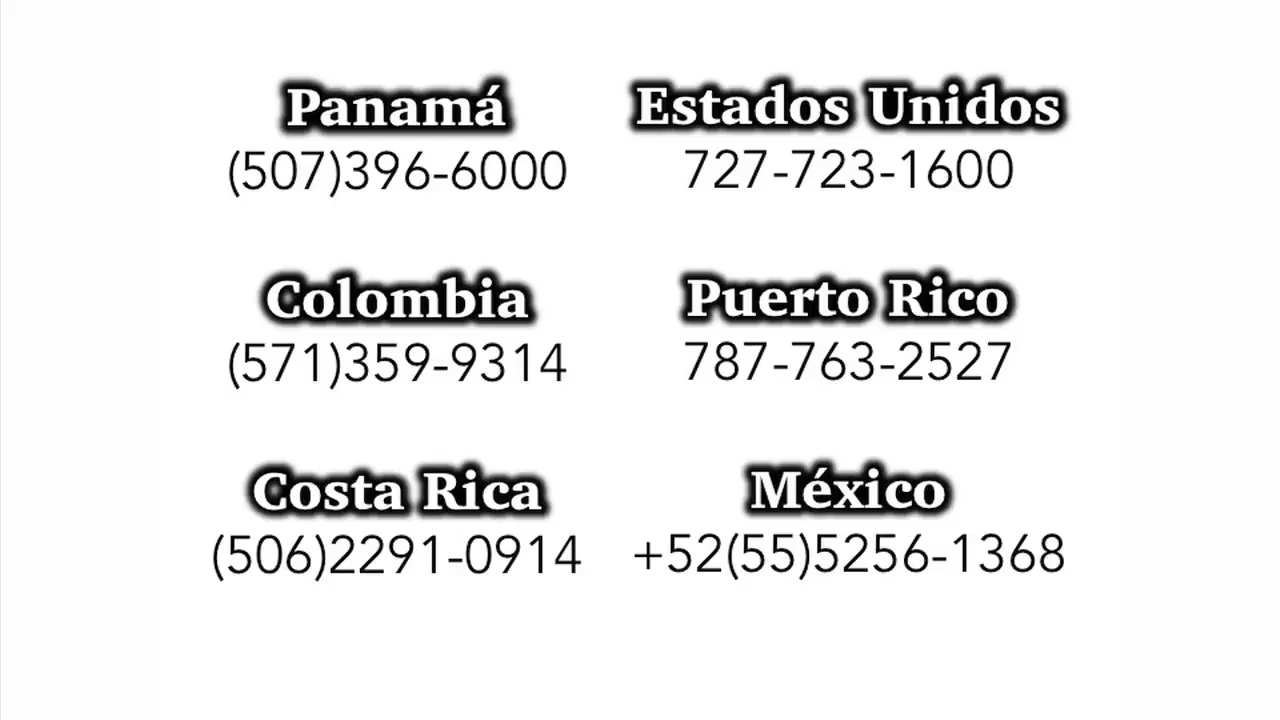 Panamá
(507)396-6000
Estados Unidos
727-723-1600
Colombia
(571)359-9314
Puerto Rico
787-763-2527
Costa Rica
(506)2291-0914
México
+52(55)5256-1368